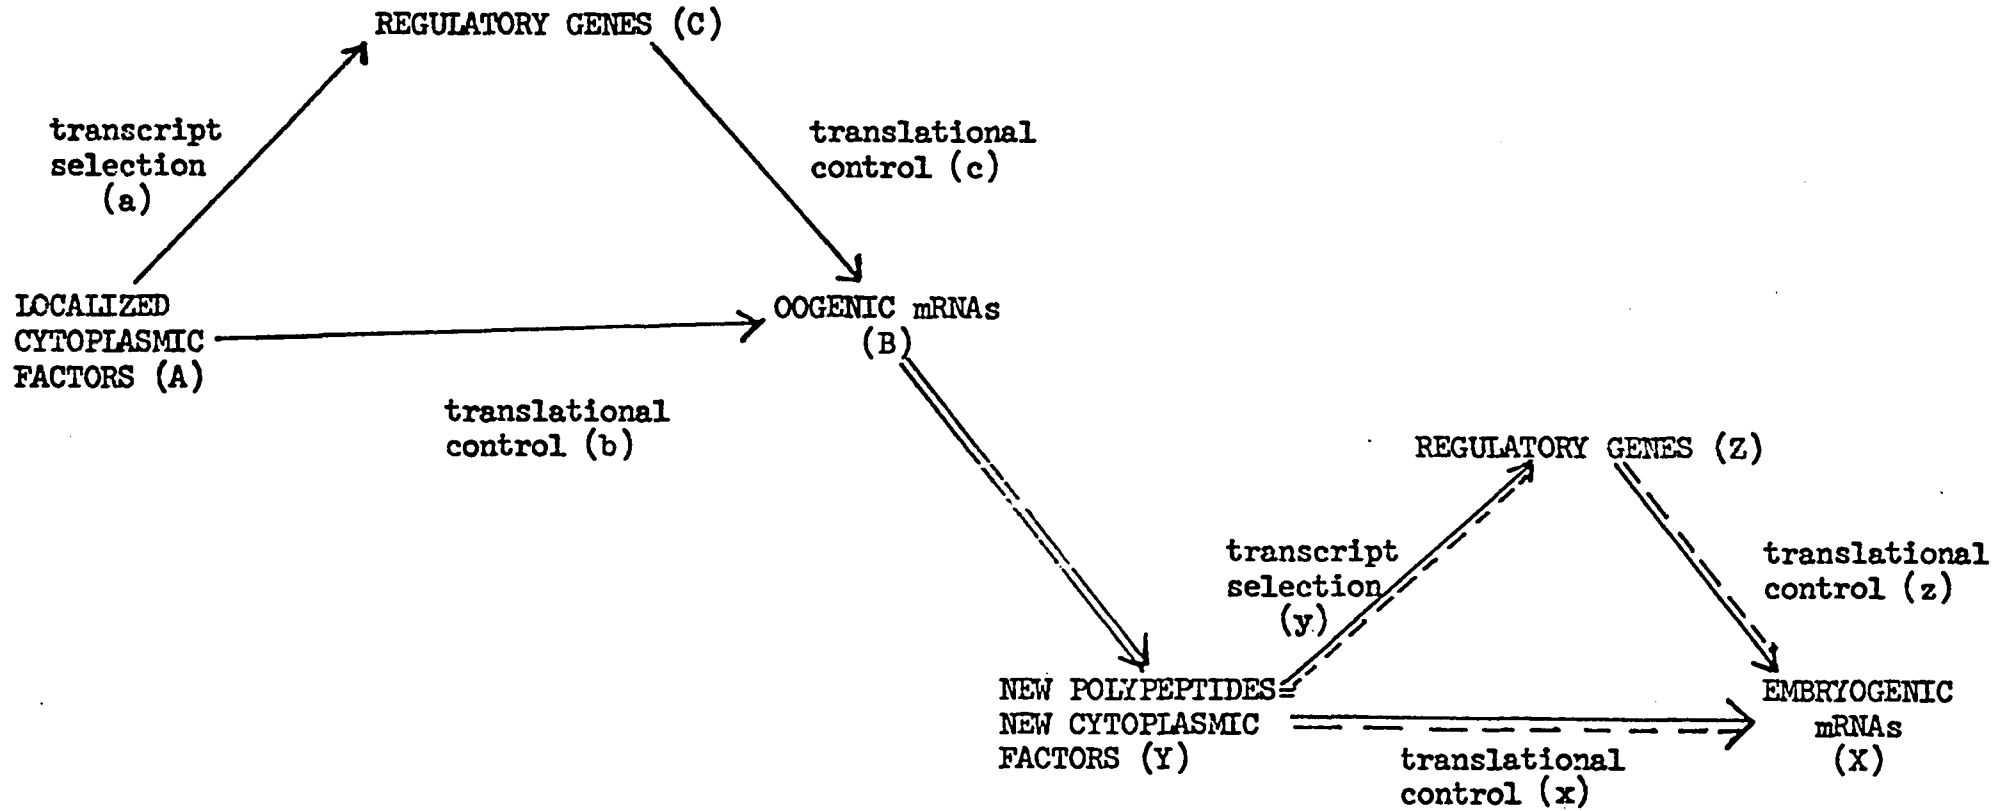 REGULATORY GENES (C)
transcript
selection
(a)
translational
control (c)
LOCALIZED
CYTOPLASMIC
FACTORS (A)
OOGENIC mRNAs
(B)
translational
control (b)
REGULATORY GENES (Z)
transcript
selection
(y)
translational
control (z)
NEW POLYPEPTIDES=
NEW CYTOPLASMIC
FACTORS (Y)
EMBRYOGENIC
mRNAs
(X)
translational
control (x)